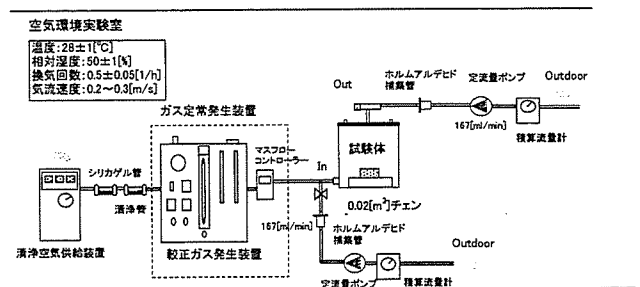 空気環境実験室
温度:28±1[℃]
相対湿度:50±1[%]
換気回数:0.5±0.05[1/h]
気流速度:0.2～0.3[m/s]
ガス定常発生装置
Out
ホルムアルデヒド
捕集管
定流量ポンプ
Outdoor
167[ml/min]
積算流量計
シリカゲル管
清浄管
マスフロー
コントローラー
In
試験体
0.02[m³]チェン
清浄空気供給装置
較正ガス発生装置
167[ml/min]
ホルムアルデヒド
捕集管
Outdoor
定流量ポンプ
積算流量計